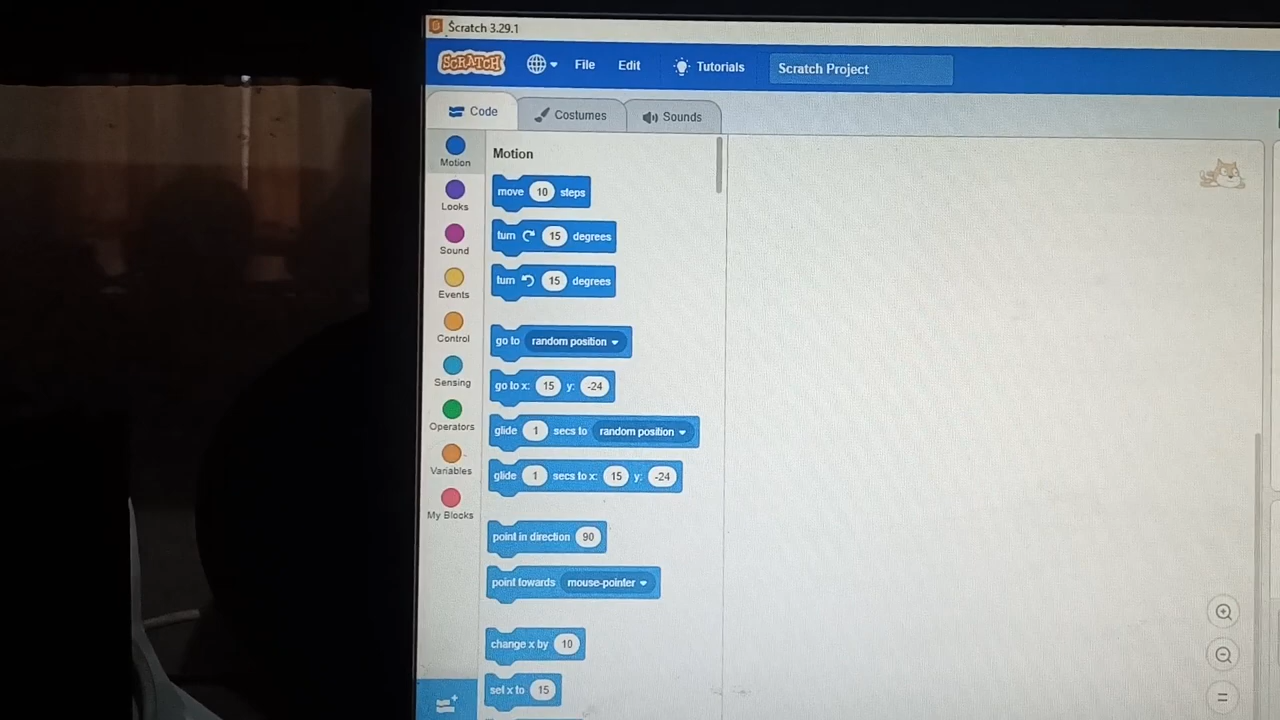 Scratch 3.29.1
SCRATCH File Edit Tutorials Scratch Project
Code Costumes Sounds
Motion
Looks
Sound
Events
Control
Sensing
Operators
Variables
My Blocks
Motion
move 10 steps
turn 15 degrees
turn 15 degrees
go to random position
go to x: 15 y: -24
glide 1 secs to random position
glide 1 secs to x: 15 y: -24
point in direction 90
point towards mouse-pointer
change x by 10
set x to 15